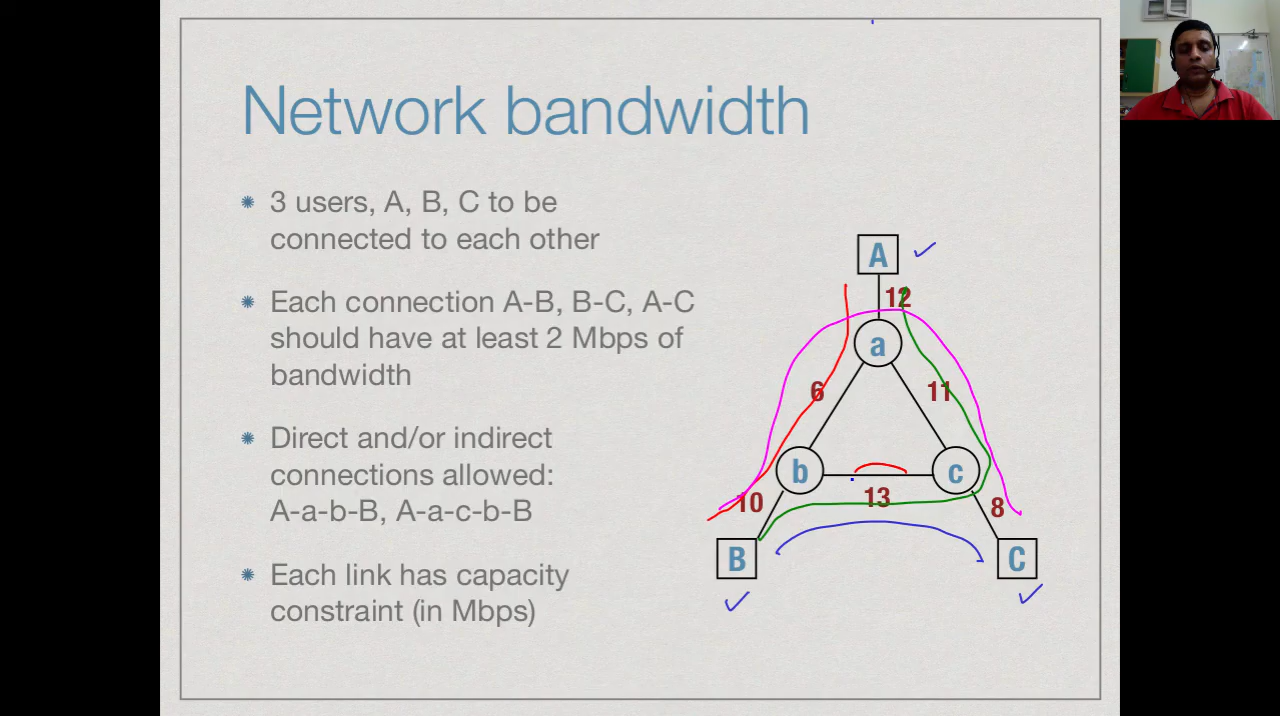 Network bandwidth
3 users, A, B, C to be
connected to each other
Each connection A-B, B-C, A-C
should have at least 2 Mbps of
bandwidth
Direct and/or indirect
connections allowed:
A-a-b-B, A-a-c-b-B
Each link has capacity
constraint (in Mbps)
A
12
a
6
11
b
c
10
13
8
B
C